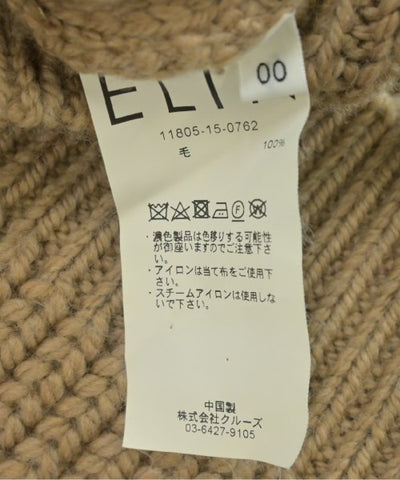 00
11805-15-0762
毛 100%
・濃色製品は色移りする可能性
が御座いますのでご注意下さ
い。
・アイロンは当て布をご使用下
さい。
・スチームアイロンは使用しな
いで下さい。
中国製
株式会社クルーズ
03-6427-9105